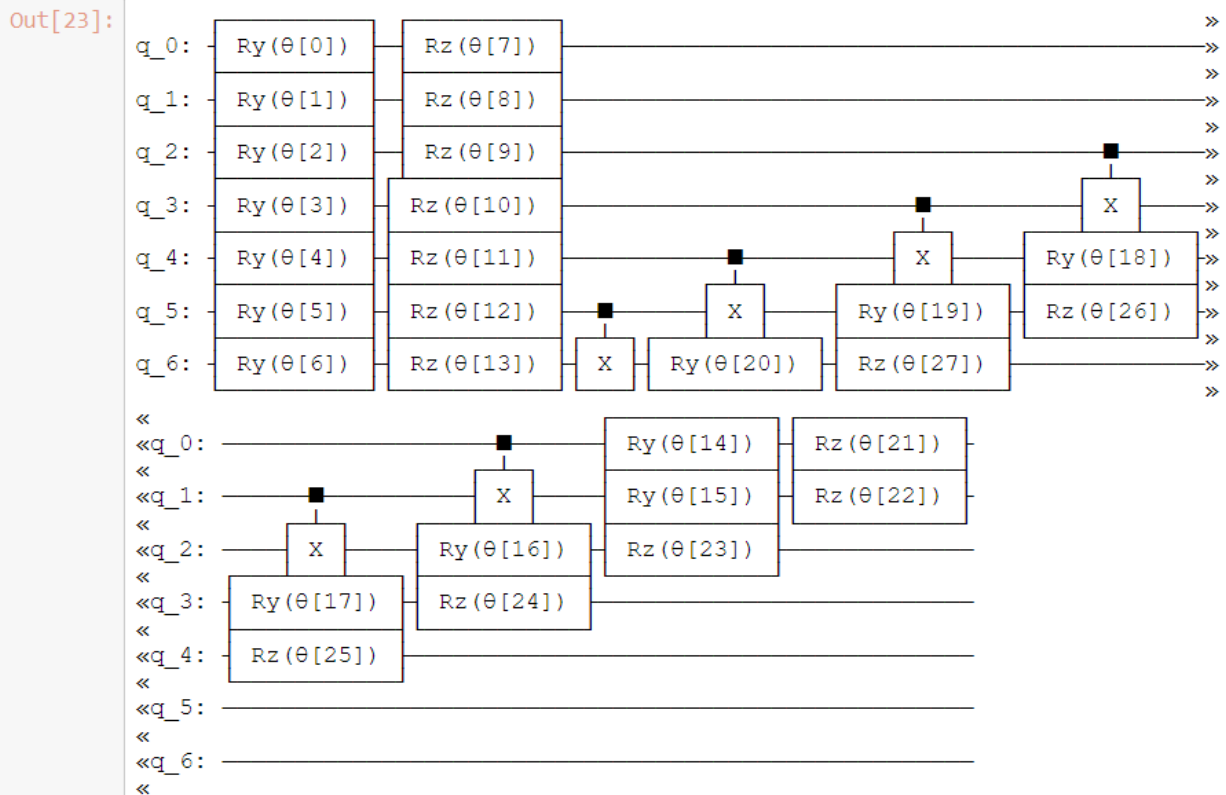 Out[23]:
»
q_0: Ry(θ[0]) Rz(θ[7]) »
»
q_1: Ry(θ[1]) Rz(θ[8]) »
»
q_2: Ry(θ[2]) Rz(θ[9]) »
»
q_3: Ry(θ[3]) Rz(θ[10]) X »
»
q_4: Ry(θ[4]) Rz(θ[11]) X Ry(θ[18]) »
»
q_5: Ry(θ[5]) Rz(θ[12]) X Ry(θ[19]) Rz(θ[26]) »
»
q_6: Ry(θ[6]) Rz(θ[13]) X Ry(θ[20]) Rz(θ[27]) »
»
«
«q_0: Ry(θ[14]) Rz(θ[21])
«
«q_1: X Ry(θ[15]) Rz(θ[22])
«
«q_2: X Ry(θ[16]) Rz(θ[23])
«
«q_3: Ry(θ[17]) Rz(θ[24])
«
«q_4: Rz(θ[25])
«
«q_5:
«
«q_6:
«